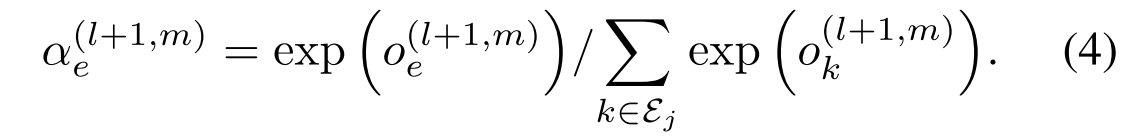 α_e^{(l+1,m)} = exp(o_e^{(l+1,m)})/∑_{k∈ℰ_j} exp(o_k^{(l+1,m)}). (4)